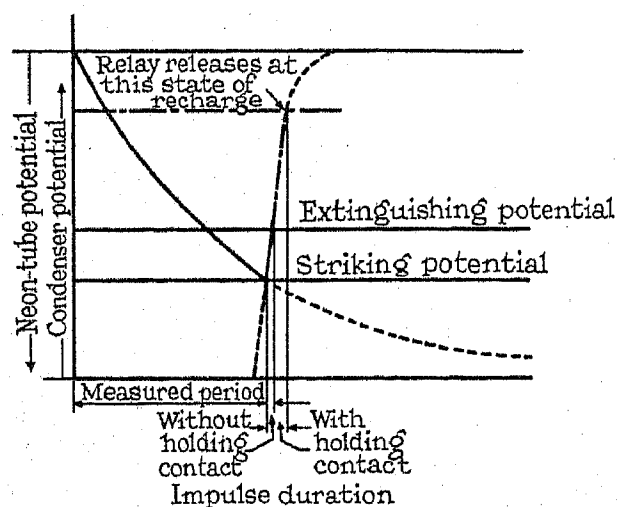 Relay releases at
this state of
recharge
Neon-tube potential
Condenser potential
Extinguishing potential
Striking potential
Measured period
Without
holding
contact
With
holding
contact
Impulse duration